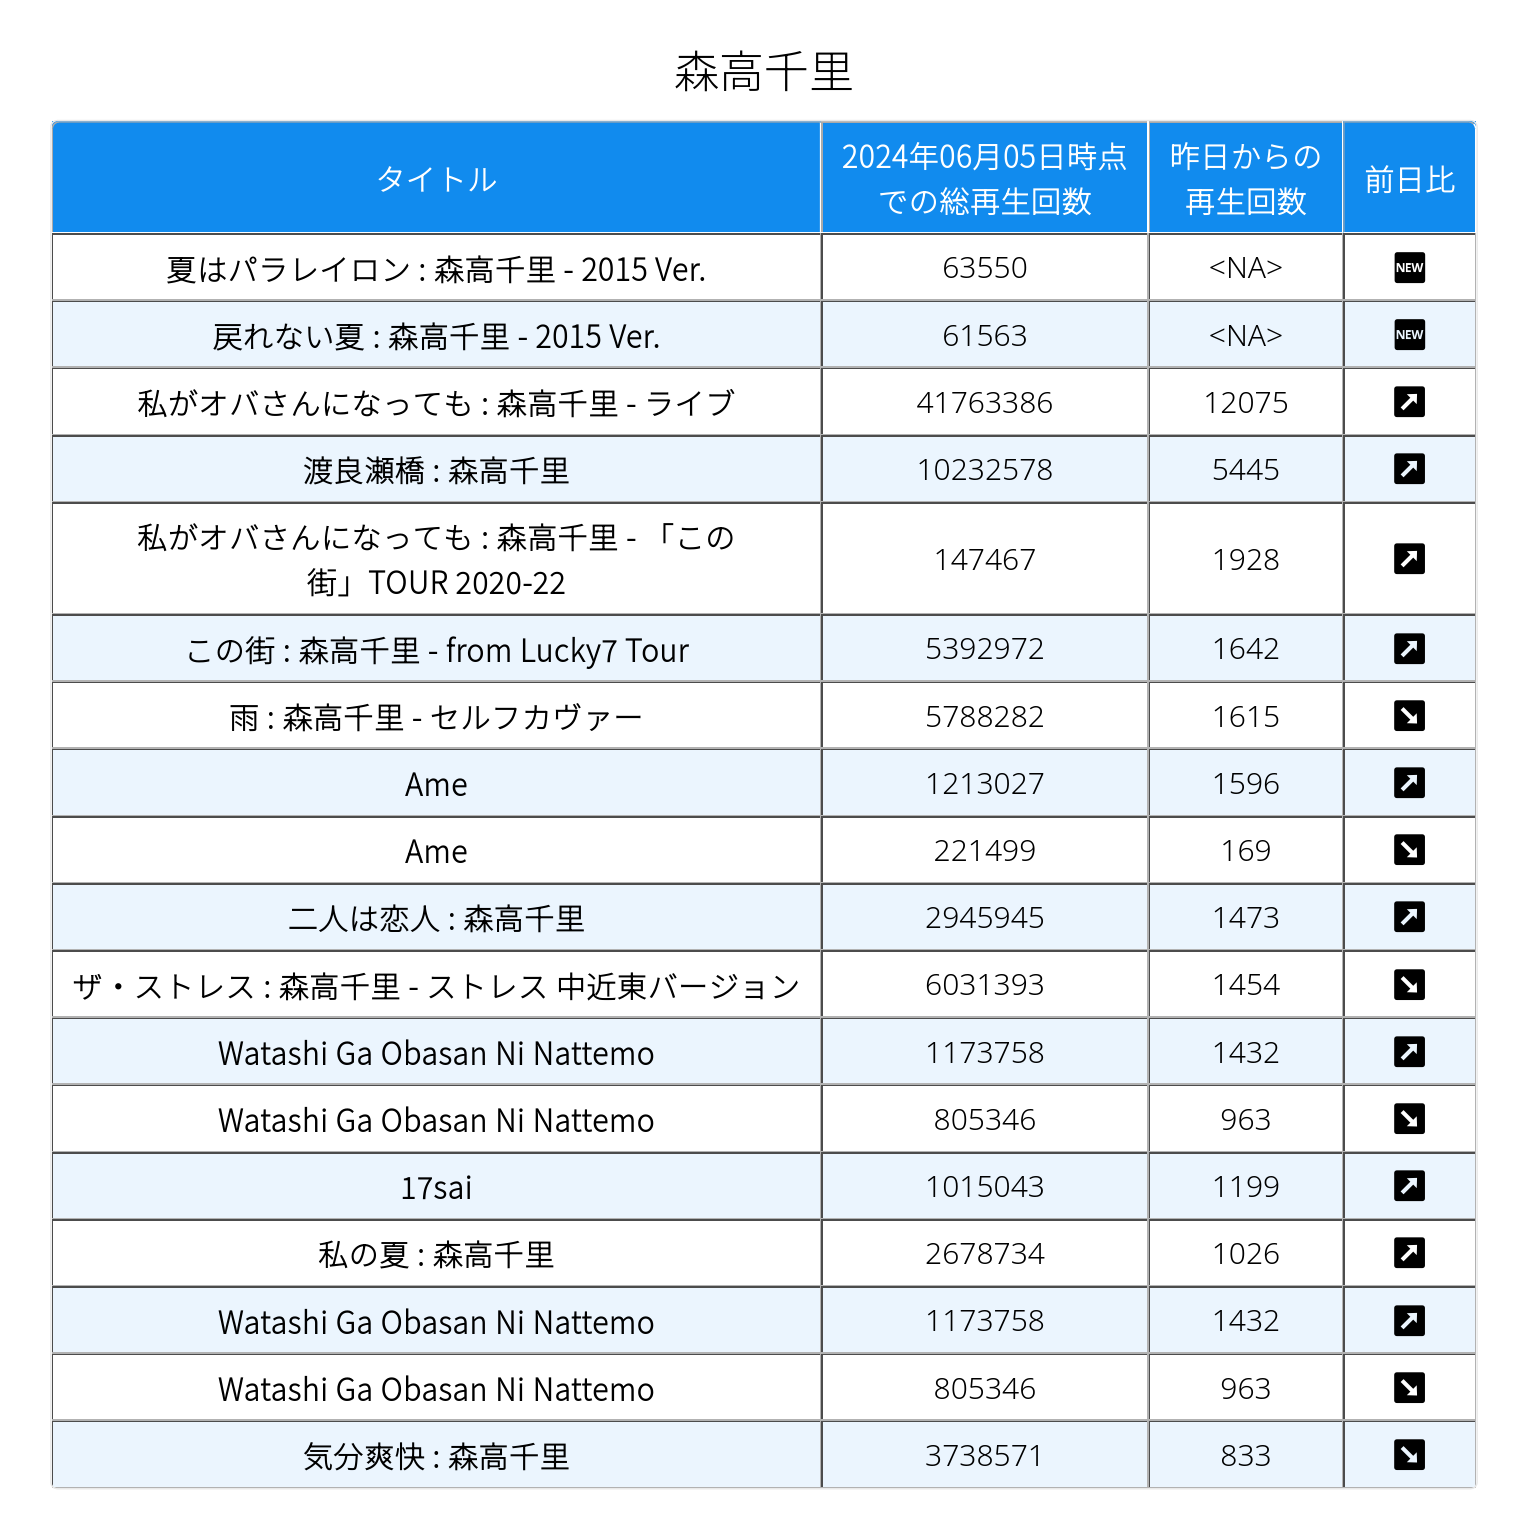 森高千里
タイトル
2024年06月05日時点
での総再生回数
昨日からの
再生回数
前日比
夏はパラレイロン : 森高千里 - 2015 Ver.
63550
<NA>
NEW
戻れない夏 : 森高千里 - 2015 Ver.
61563
<NA>
NEW
私がオバさんになっても : 森高千里 - ライブ
41763386
12075
渡良瀬橋 : 森高千里
10232578
5445
私がオバさんになっても : 森高千里 - 「この
街」TOUR 2020-22
147467
1928
この街 : 森高千里 - from Lucky7 Tour
5392972
1642
雨 : 森高千里 - セルフカヴァー
5788282
1615
Ame
1213027
1596
Ame
221499
169
二人は恋人 : 森高千里
2945945
1473
ザ・ストレス : 森高千里 - ストレス 中近東バージョン
6031393
1454
Watashi Ga Obasan Ni Nattemo
1173758
1432
Watashi Ga Obasan Ni Nattemo
805346
963
17sai
1015043
1199
私の夏 : 森高千里
2678734
1026
Watashi Ga Obasan Ni Nattemo
1173758
1432
Watashi Ga Obasan Ni Nattemo
805346
963
気分爽快 : 森高千里
3738571
833